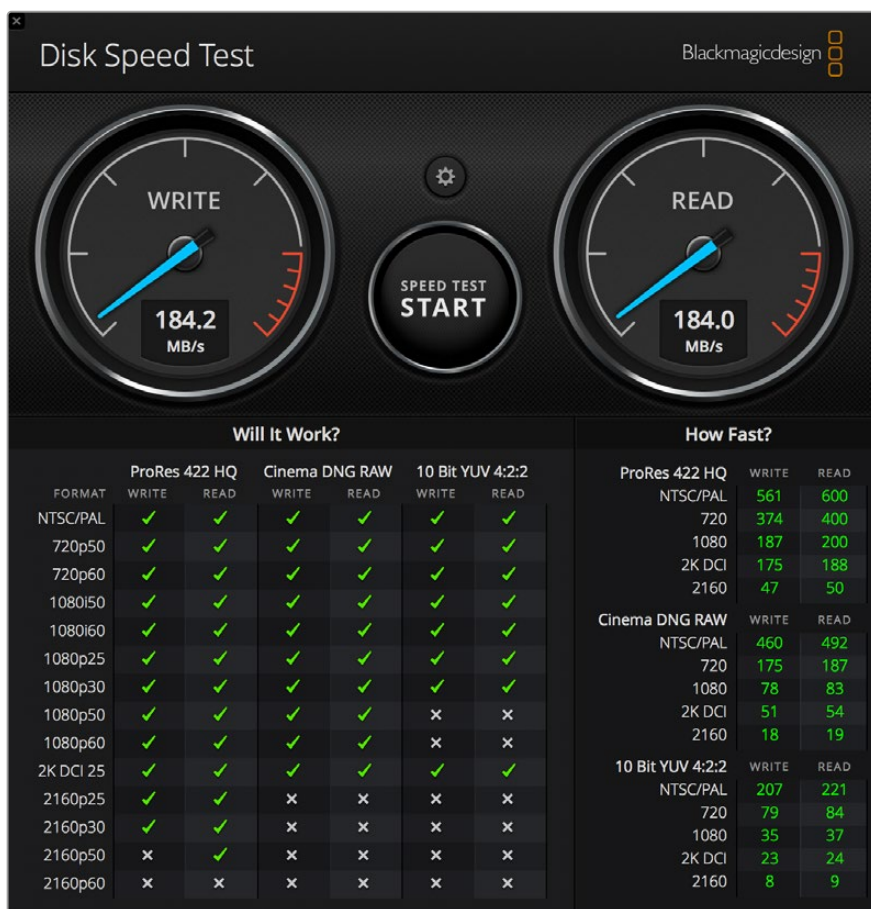 Disk Speed Test
Blackmagicdesign
WRITE
184.2
MB/s
SPEED TEST
START
READ
184.0
MB/s
Will It Work?
ProRes 422 HQ Cinema DNG RAW 10 Bit YUV 4:2:2
FORMAT WRITE READ WRITE READ WRITE READ
NTSC/PAL ✓ ✓ ✓ ✓ ✓ ✓
720p50 ✓ ✓ ✓ ✓ ✓ ✓
720p60 ✓ ✓ ✓ ✓ ✓ ✓
1080i50 ✓ ✓ ✓ ✓ ✓ ✓
1080i60 ✓ ✓ ✓ ✓ ✓ ✓
1080p25 ✓ ✓ ✓ ✓ ✓ ✓
1080p30 ✓ ✓ ✓ ✓ ✓ ✓
1080p50 ✓ ✓ ✓ ✓ × ×
1080p60 ✓ ✓ ✓ ✓ × ×
2K DCI 25 ✓ ✓ ✓ ✓ ✓ ✓
2160p25 ✓ ✓ × × × ×
2160p30 ✓ ✓ × × × ×
2160p50 × ✓ × × × ×
2160p60 × × × × × ×
How Fast?
ProRes 422 HQ WRITE READ
NTSC/PAL 561 600
720 374 400
1080 187 200
2K DCI 175 188
2160 47 50
Cinema DNG RAW WRITE READ
NTSC/PAL 460 492
720 175 187
1080 78 83
2K DCI 51 54
2160 18 19
10 Bit YUV 4:2:2 WRITE READ
NTSC/PAL 207 221
720 79 84
1080 35 37
2K DCI 23 24
2160 8 9